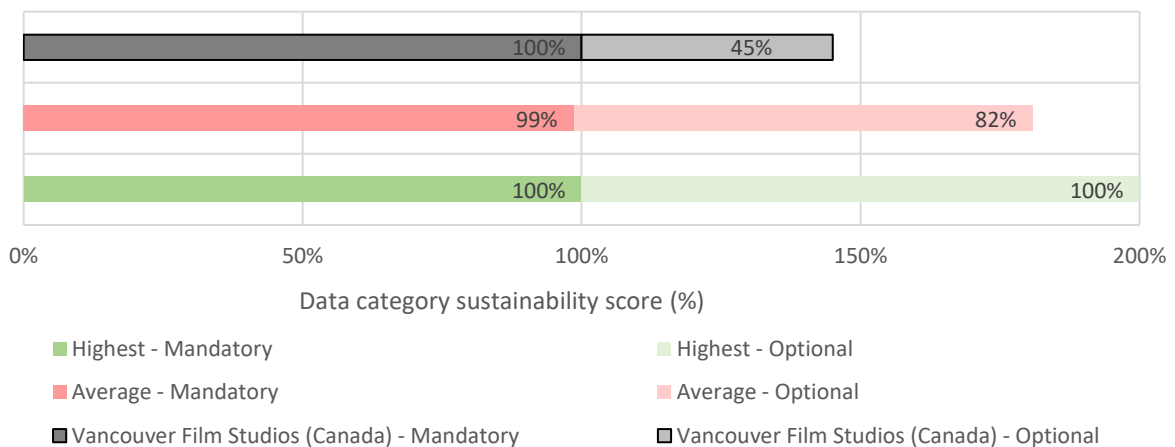 100% 45%
99% 82%
100% 100%
0% 50% 100% 150% 200%
Data category sustainability score (%)
Highest - Mandatory Highest - Optional
Average - Mandatory Average - Optional
Vancouver Film Studios (Canada) - Mandatory Vancouver Film Studios (Canada) - Optional